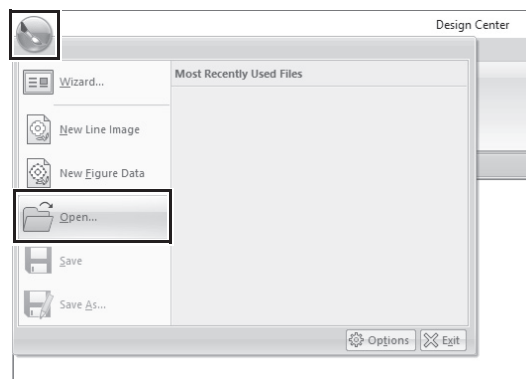 Design Center
Most Recently Used Files
Wizard...
New Line Image
New Figure Data
Open...
Save
Save As...
Options
Exit